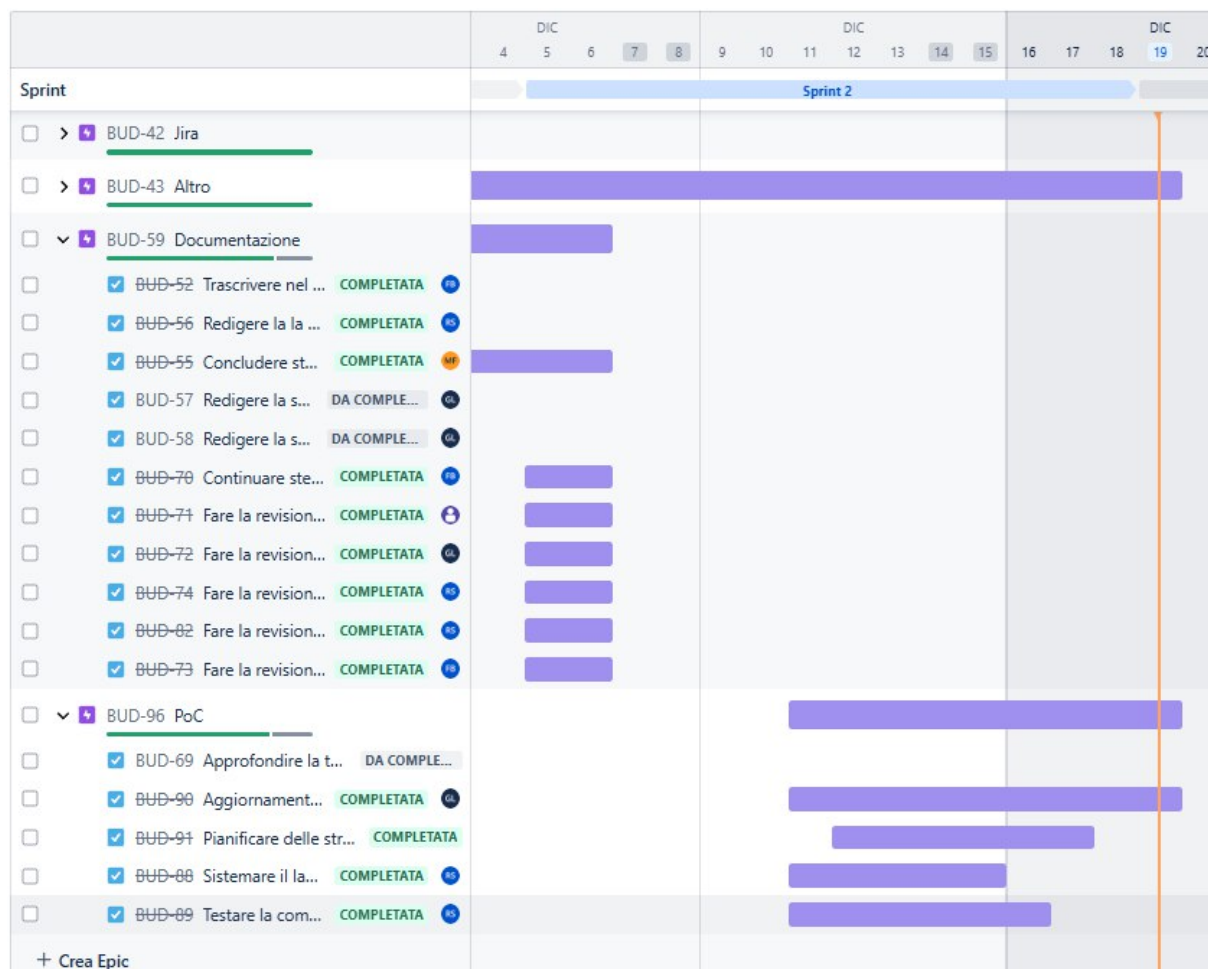 DIC DIC DIC
4 5 6 7 8 9 10 11 12 13 14 15 16 17 18 19 20
Sprint Sprint 2
BUD-42 Jira
BUD-43 Altro
BUD-59 Documentazione
BUD-52 Trascrivere nel ... COMPLETATA FB
BUD-56 Redigere la la ... COMPLETATA RS
BUD-55 Concludere st... COMPLETATA MF
BUD-57 Redigere la s... DA COMPLE... GL
BUD-58 Redigere la s... DA COMPLE... GL
BUD-70 Continuare ste... COMPLETATA FB
BUD-71 Fare la revision... COMPLETATA
BUD-72 Fare la revision... COMPLETATA GL
BUD-74 Fare la revision... COMPLETATA RS
BUD-82 Fare la revision... COMPLETATA RS
BUD-73 Fare la revision... COMPLETATA FB
BUD-96 PoC
BUD-69 Approfondire la t... DA COMPLE...
BUD-90 Aggiornament... COMPLETATA GL
BUD-91 Pianificare delle str... COMPLETATA
BUD-88 Sistemare il la... COMPLETATA RS
BUD-89 Testare la com... COMPLETATA RS
+ Crea Epic